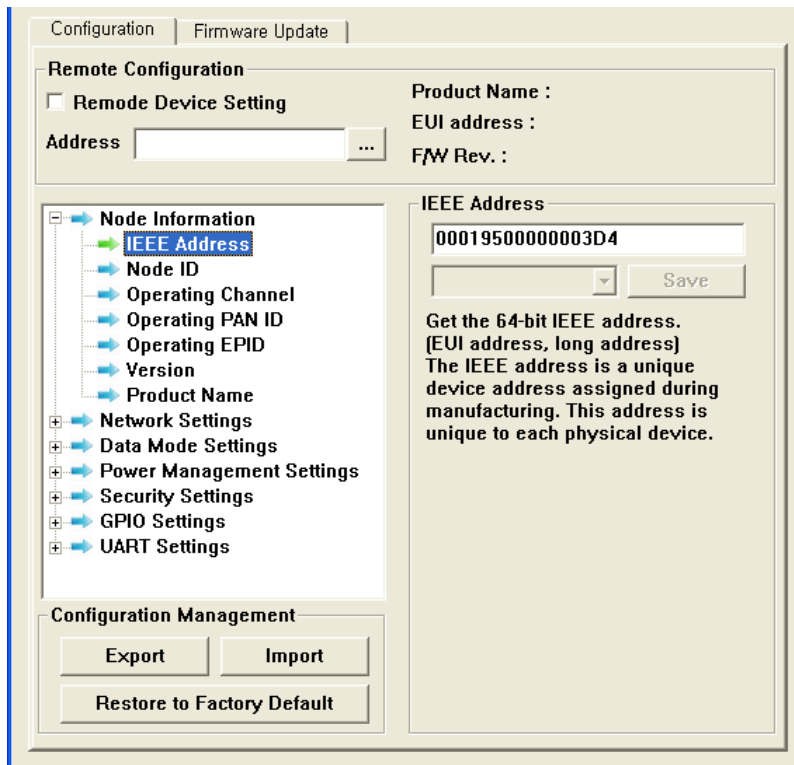 Configuration
Firmware Update
Remote Configuration
Remode Device Setting
Address
...
Product Name :
EUI address :
F/W Rev. :
Node Information
IEEE Address
Node ID
Operating Channel
Operating PAN ID
Operating EPID
Version
Product Name
Network Settings
Data Mode Settings
Power Management Settings
Security Settings
GPIO Settings
UART Settings
Configuration Management
Export
Import
Restore to Factory Default
IEEE Address
00019500000003D4
Save
Get the 64-bit IEEE address.
(EUI address, long address)
The IEEE address is a unique
device address assigned during
manufacturing. This address is
unique to each physical device.